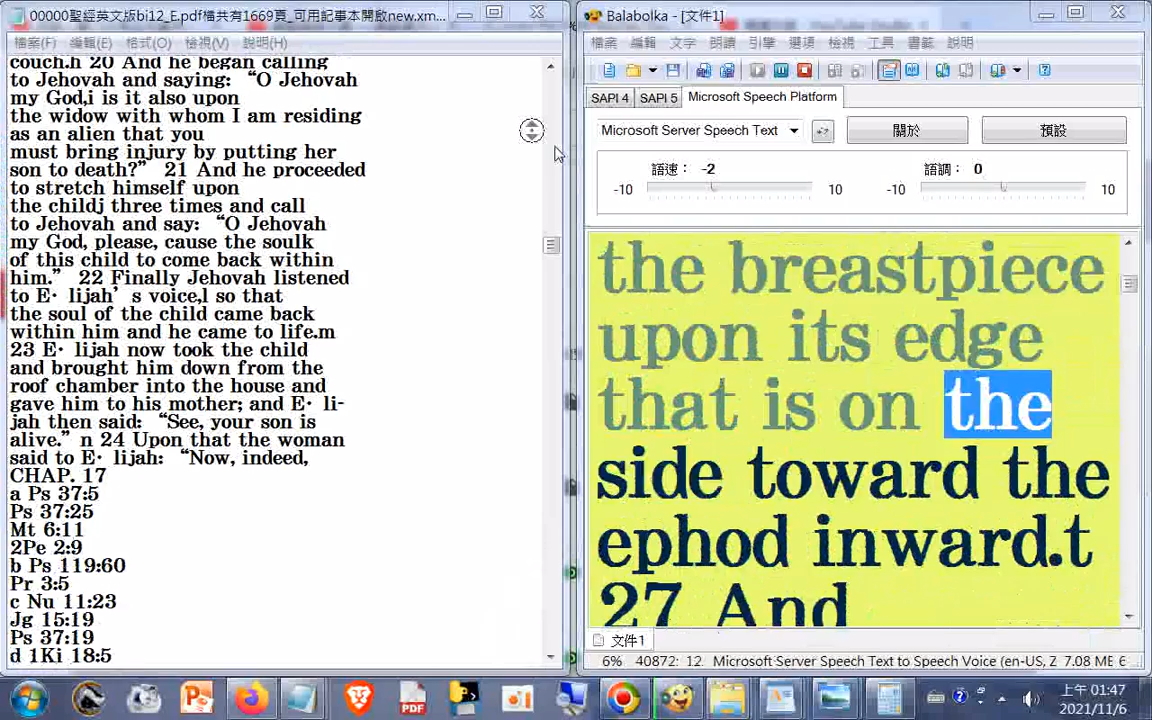 00000聖經英文版bi12_E.pdf檔共有1669頁_可用記事本開啟new.xm...
檔案(F) 編輯(E) 格式(O) 檢視(V) 說明(H)
couch.h 20 And he began calling
to Jehovah and saying: “O Jehovah
my God,i is it also upon
the widow with whom I am residing
as an alien that you
must bring injury by putting her
son to death?” 21 And he proceeded
to stretch himself upon
the childj three times and call
to Jehovah and say: “O Jehovah
my God, please, cause the soulk
of this child to come back within
him.” 22 Finally Jehovah listened
to E·lijah’s voice,l so that
the soul of the child came back
within him and he came to life.m
23 E·lijah now took the child
and brought him down from the
roof chamber into the house and
gave him to his mother; and E·li-
jah then said: “See, your son is
alive.”n 24 Upon that the woman
said to E·lijah: “Now, indeed,
CHAP. 17
a Ps 37:5
Ps 37:25
Mt 6:11
2Pe 2:9
b Ps 119:60
Pr 3:5
c Nu 11:23
Jg 15:19
Ps 37:19
d 1Ki 18:5
Balabolka - [文件1]
檔案 編輯 文字 朗讀 引擎 選項 檢視 工具 書籤 說明
SAPI 4 SAPI 5 Microsoft Speech Platform
Microsoft Server Speech Text 關於 預設
語速： -2 語調： 0
-10 10 -10 10
the breastpiece
upon its edge
that is on the
side toward the
ephod inward.t
27 And
文件1
6% 40872: 12 Microsoft Server Speech Text to Speech Voice (en-US, Z 7.08 MB 6
PDF
上午 01:47
2021/11/6